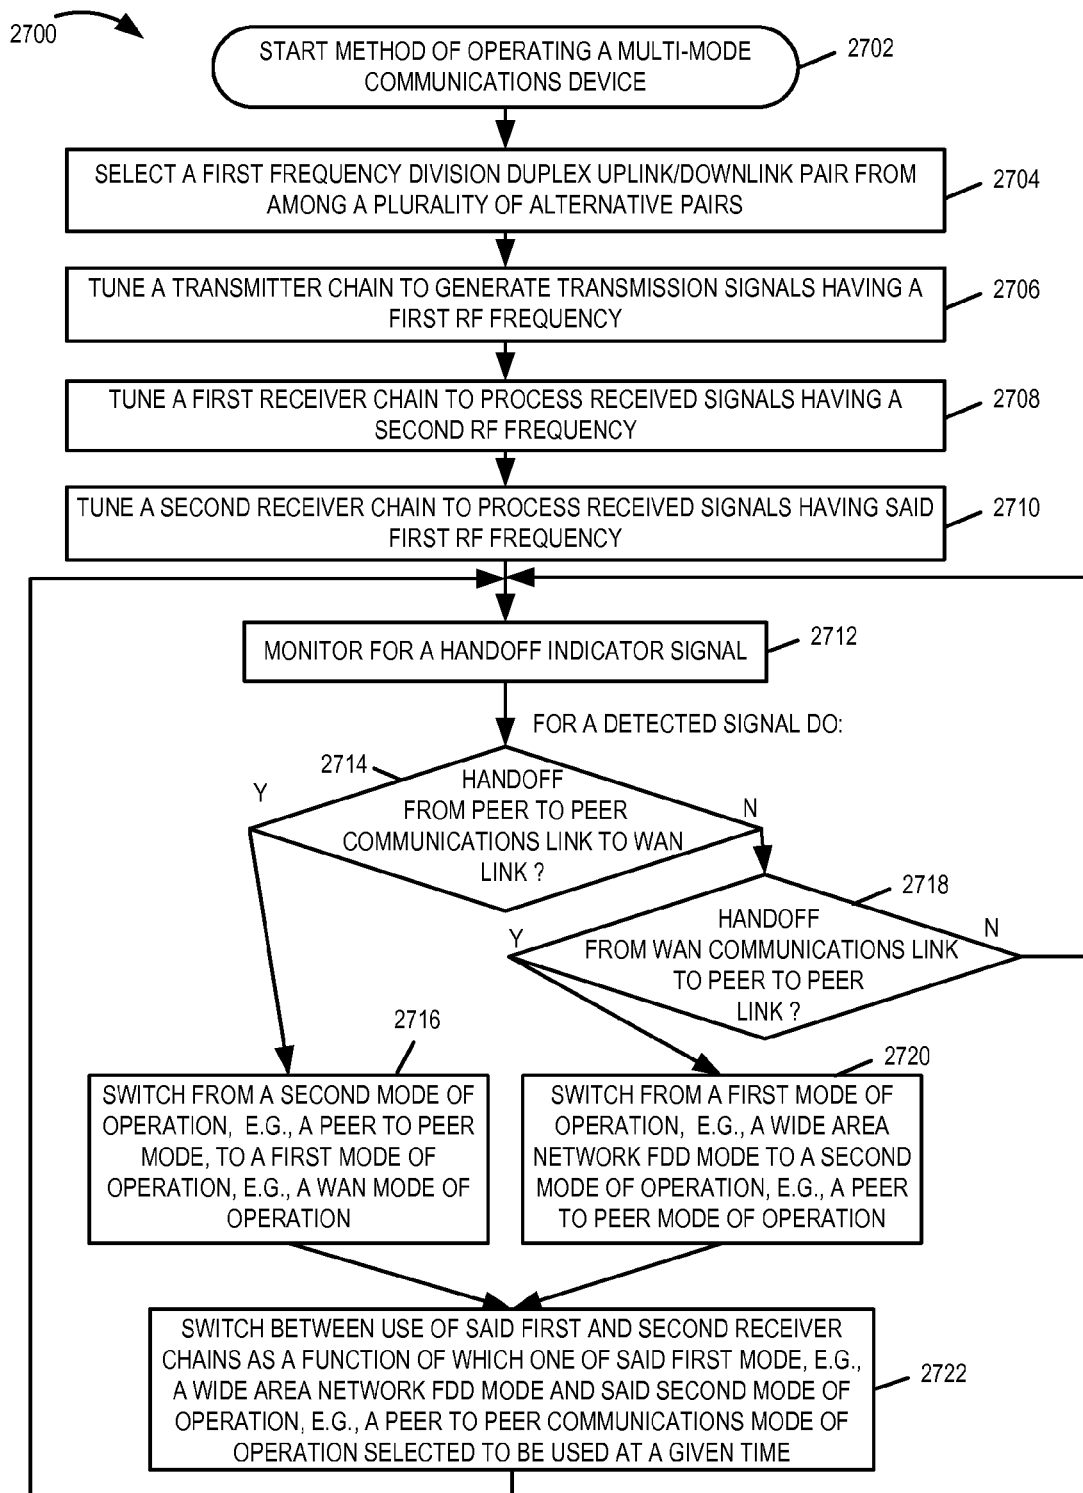 2700
START METHOD OF OPERATING A MULTI-MODE
COMMUNICATIONS DEVICE
2702
SELECT A FIRST FREQUENCY DIVISION DUPLEX UPLINK/DOWNLINK PAIR FROM
AMONG A PLURALITY OF ALTERNATIVE PAIRS
2704
TUNE A TRANSMITTER CHAIN TO GENERATE TRANSMISSION SIGNALS HAVING A
FIRST RF FREQUENCY
2706
TUNE A FIRST RECEIVER CHAIN TO PROCESS RECEIVED SIGNALS HAVING A
SECOND RF FREQUENCY
2708
TUNE A SECOND RECEIVER CHAIN TO PROCESS RECEIVED SIGNALS HAVING SAID
FIRST RF FREQUENCY
2710
MONITOR FOR A HANDOFF INDICATOR SIGNAL
2712
FOR A DETECTED SIGNAL DO:
2714
Y
HANDOFF
FROM PEER TO PEER
COMMUNICATIONS LINK TO WAN
LINK ?
N
2718
Y
HANDOFF
FROM WAN COMMUNICATIONS LINK
TO PEER TO PEER
LINK ?
N
2716
SWITCH FROM A SECOND MODE OF
OPERATION, E.G., A PEER TO PEER
MODE, TO A FIRST MODE OF
OPERATION, E.G., A WAN MODE OF
OPERATION
2720
SWITCH FROM A FIRST MODE OF
OPERATION, E.G., A WIDE AREA
NETWORK FDD MODE TO A SECOND
MODE OF OPERATION, E.G., A PEER
TO PEER MODE OF OPERATION
SWITCH BETWEEN USE OF SAID FIRST AND SECOND RECEIVER
CHAINS AS A FUNCTION OF WHICH ONE OF SAID FIRST MODE, E.G.,
A WIDE AREA NETWORK FDD MODE AND SAID SECOND MODE OF
OPERATION, E.G., A PEER TO PEER COMMUNICATIONS MODE OF
OPERATION SELECTED TO BE USED AT A GIVEN TIME
2722